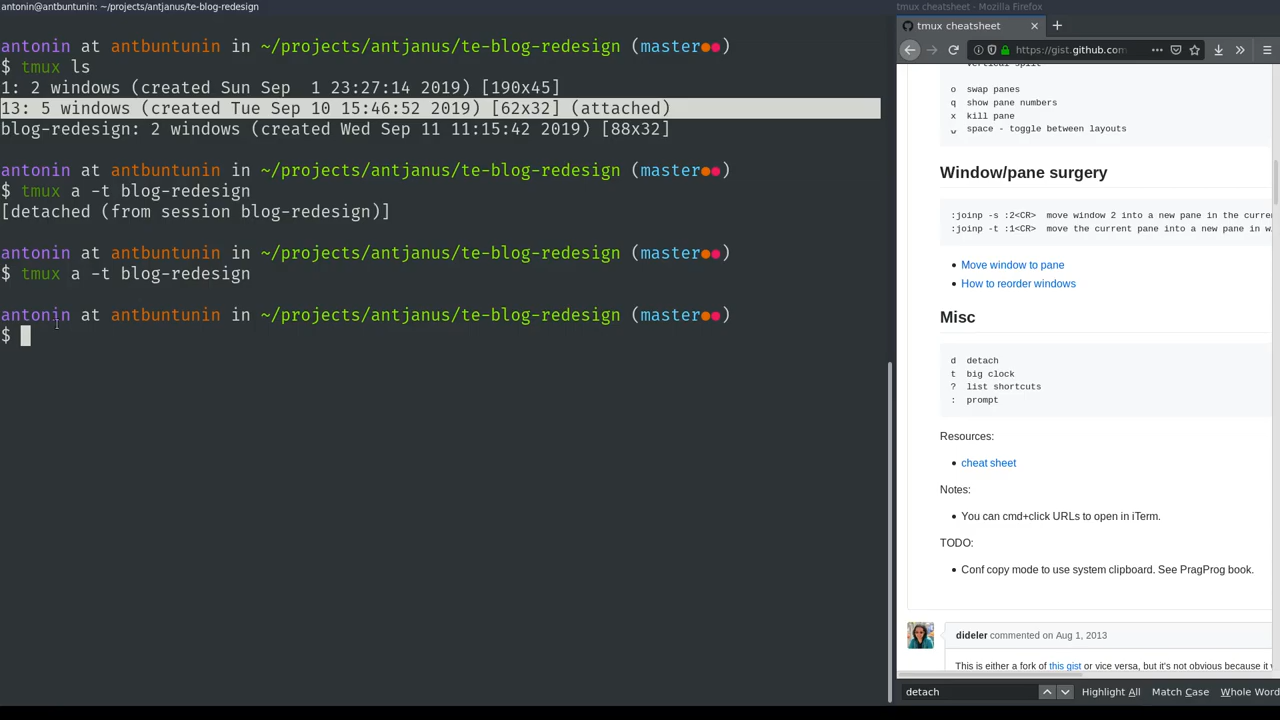 antonin@antbuntunin: ~/projects/antjanus/te-blog-redesign
antonin at antbuntunin in ~/projects/antjanus/te-blog-redesign (master●●)
$ tmux ls
1: 2 windows (created Sun Sep  1 23:27:14 2019) [190x45]
13: 5 windows (created Tue Sep 10 15:46:52 2019) [62x32] (attached)
blog-redesign: 2 windows (created Wed Sep 11 11:15:42 2019) [88x32]
antonin at antbuntunin in ~/projects/antjanus/te-blog-redesign (master●●)
$ tmux a -t blog-redesign
[detached (from session blog-redesign)]
antonin at antbuntunin in ~/projects/antjanus/te-blog-redesign (master●●)
$ tmux a -t blog-redesign
antonin at antbuntunin in ~/projects/antjanus/te-blog-redesign (master●●)
$
tmux cheatsheet - Mozilla Firefox
tmux cheatsheet
https://gist.github.com
vertical split
o  swap panes
q  show pane numbers
x  kill pane
⍽  space - toggle between layouts
Window/pane surgery
:joinp -s :2<CR>  move window 2 into a new pane in the curre
:joinp -t :1<CR>  move the current pane into a new pane in w
• Move window to pane
• How to reorder windows
Misc
d  detach
t  big clock
?  list shortcuts
:  prompt
Resources:
• cheat sheet
Notes:
• You can cmd+click URLs to open in iTerm.
TODO:
• Conf copy mode to use system clipboard. See PragProg book.
dideler commented on Aug 1, 2013
This is either a fork of this gist or vice versa, but it's not obvious because it
detach
Highlight All Match Case Whole Word